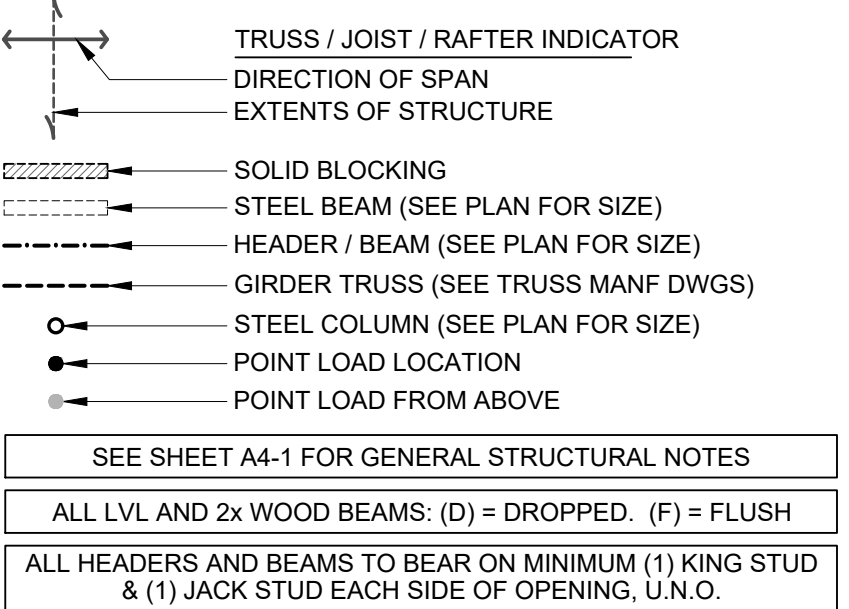 TRUSS / JOIST / RAFTER INDICATOR
DIRECTION OF SPAN
EXTENTS OF STRUCTURE
SOLID BLOCKING
STEEL BEAM (SEE PLAN FOR SIZE)
HEADER / BEAM (SEE PLAN FOR SIZE)
GIRDER TRUSS (SEE TRUSS MANF DWGS)
STEEL COLUMN (SEE PLAN FOR SIZE)
POINT LOAD LOCATION
POINT LOAD FROM ABOVE
SEE SHEET A4-1 FOR GENERAL STRUCTURAL NOTES
ALL LVL AND 2x WOOD BEAMS: (D) = DROPPED. (F) = FLUSH
ALL HEADERS AND BEAMS TO BEAR ON MINIMUM (1) KING STUD
& (1) JACK STUD EACH SIDE OF OPENING, U.N.O.